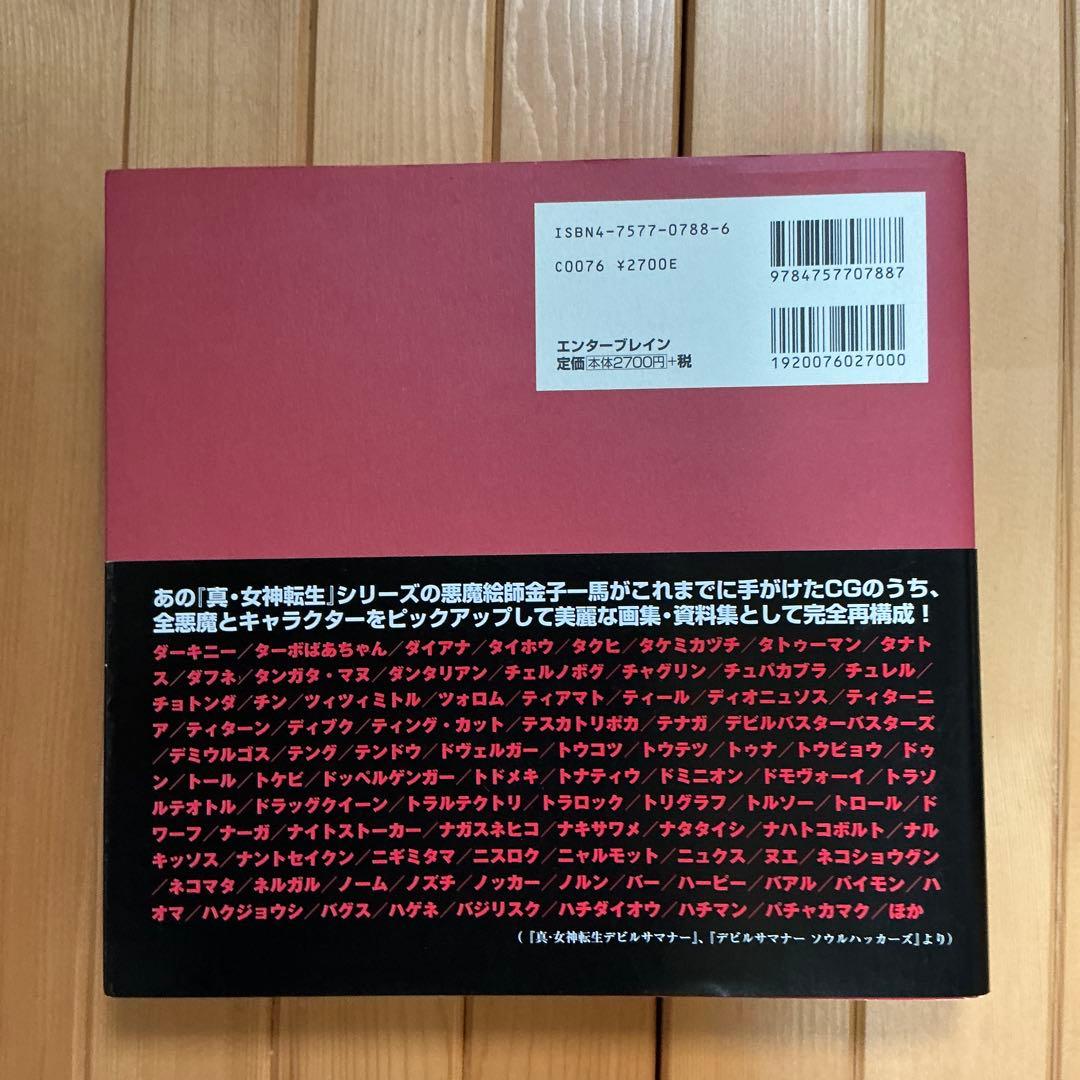 ISBN4-7577-0788-6
C0076 ¥2700E
9784757707887
エンターブレイン
定価 本体2700円+税
1920076027000
あの『真・女神転生』シリーズの悪魔絵師金子一馬がこれまでに手がけたCGのうち、
全悪魔とキャラクターをピックアップして美麗な画集・資料集として完全再構成！
ダーキニー／ターボばあちゃん／ダイアナ／タイホウ／タクヒ／タケミカヅチ／タトゥーマン／タナト
ス／ダフネ／タンガタ・マヌ／ダンタリアン／チェルノボグ／チャグリン／チュパカブラ／チュレル／
チョトンダ／チン／ツィツィミトル／ツォロム／ティアマト／ティール／ディオニュソス／ティターニ
ア／ティターン／ディブク／ティング・カット／テスカトリポカ／テナガ／デビルバスターバスターズ
／デミウルゴス／テング／テンドウ／ドヴェルガー／トウコツ／トウテツ／トゥナ／トウビョウ／ドゥ
ン／トール／トケビ／ドッペルゲンガー／トドメキ／トナティウ／ドミニオン／ドモヴォーイ／トラソ
ルテオトル／ドラッグクイーン／トラルテクトリ／トラロック／トリグラフ／トルソー／トロール／ド
ワーフ／ナーガ／ナイトストーカー／ナガスネヒコ／ナキサワメ／ナタタイシ／ナハトコボルト／ナル
キッソス／ナントセイクン／ニギミタマ／ニスロク／ニャルモット／ニュクス／ヌエ／ネコショウグン
／ネコマタ／ネルガル／ノーム／ノズチ／ノッカー／ノルン／バー／ハーピー／バアル／パイモン／ハ
オマ／ハクジョウシ／バグス／ハゲネ／バジリスク／ハチダイオウ／ハチマン／パチャカマク／ほか
（『真・女神転生デビルサマナー』、『デビルサマナー ソウルハッカーズ』より）